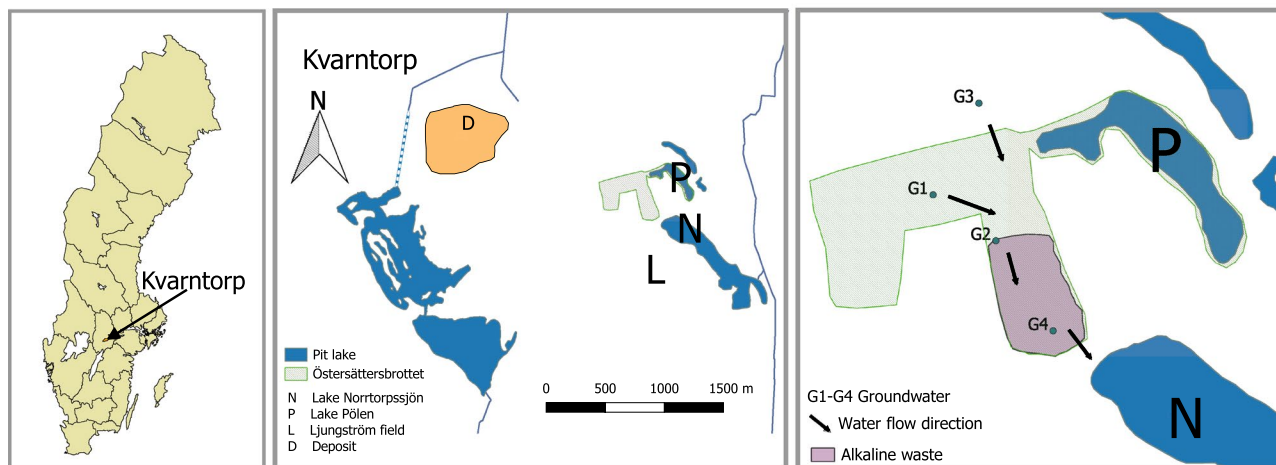 Kvarntorp
Kvarntorp
N
D
P
N
L
Pit lake
Östersättersbrottet
N Lake Norrtorpssjön
P Lake Pölen
L Ljungström field
D Deposit
0 500 1000 1500 m
G3
P
G1
G2
G4
N
G1-G4 Groundwater
Water flow direction
Alkaline waste